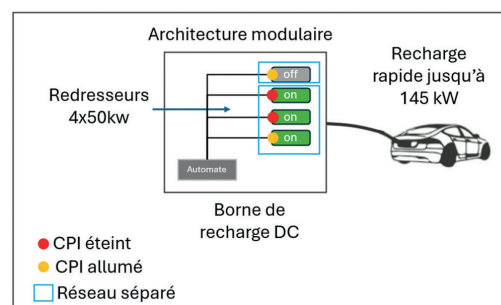 Architecture modulaire
off
on
on
on
Automate
Redresseurs
4x50kw
Recharge
rapide jusqu'à
145 kW
Borne de
recharge DC
CPI éteint
CPI allumé
Réseau séparé